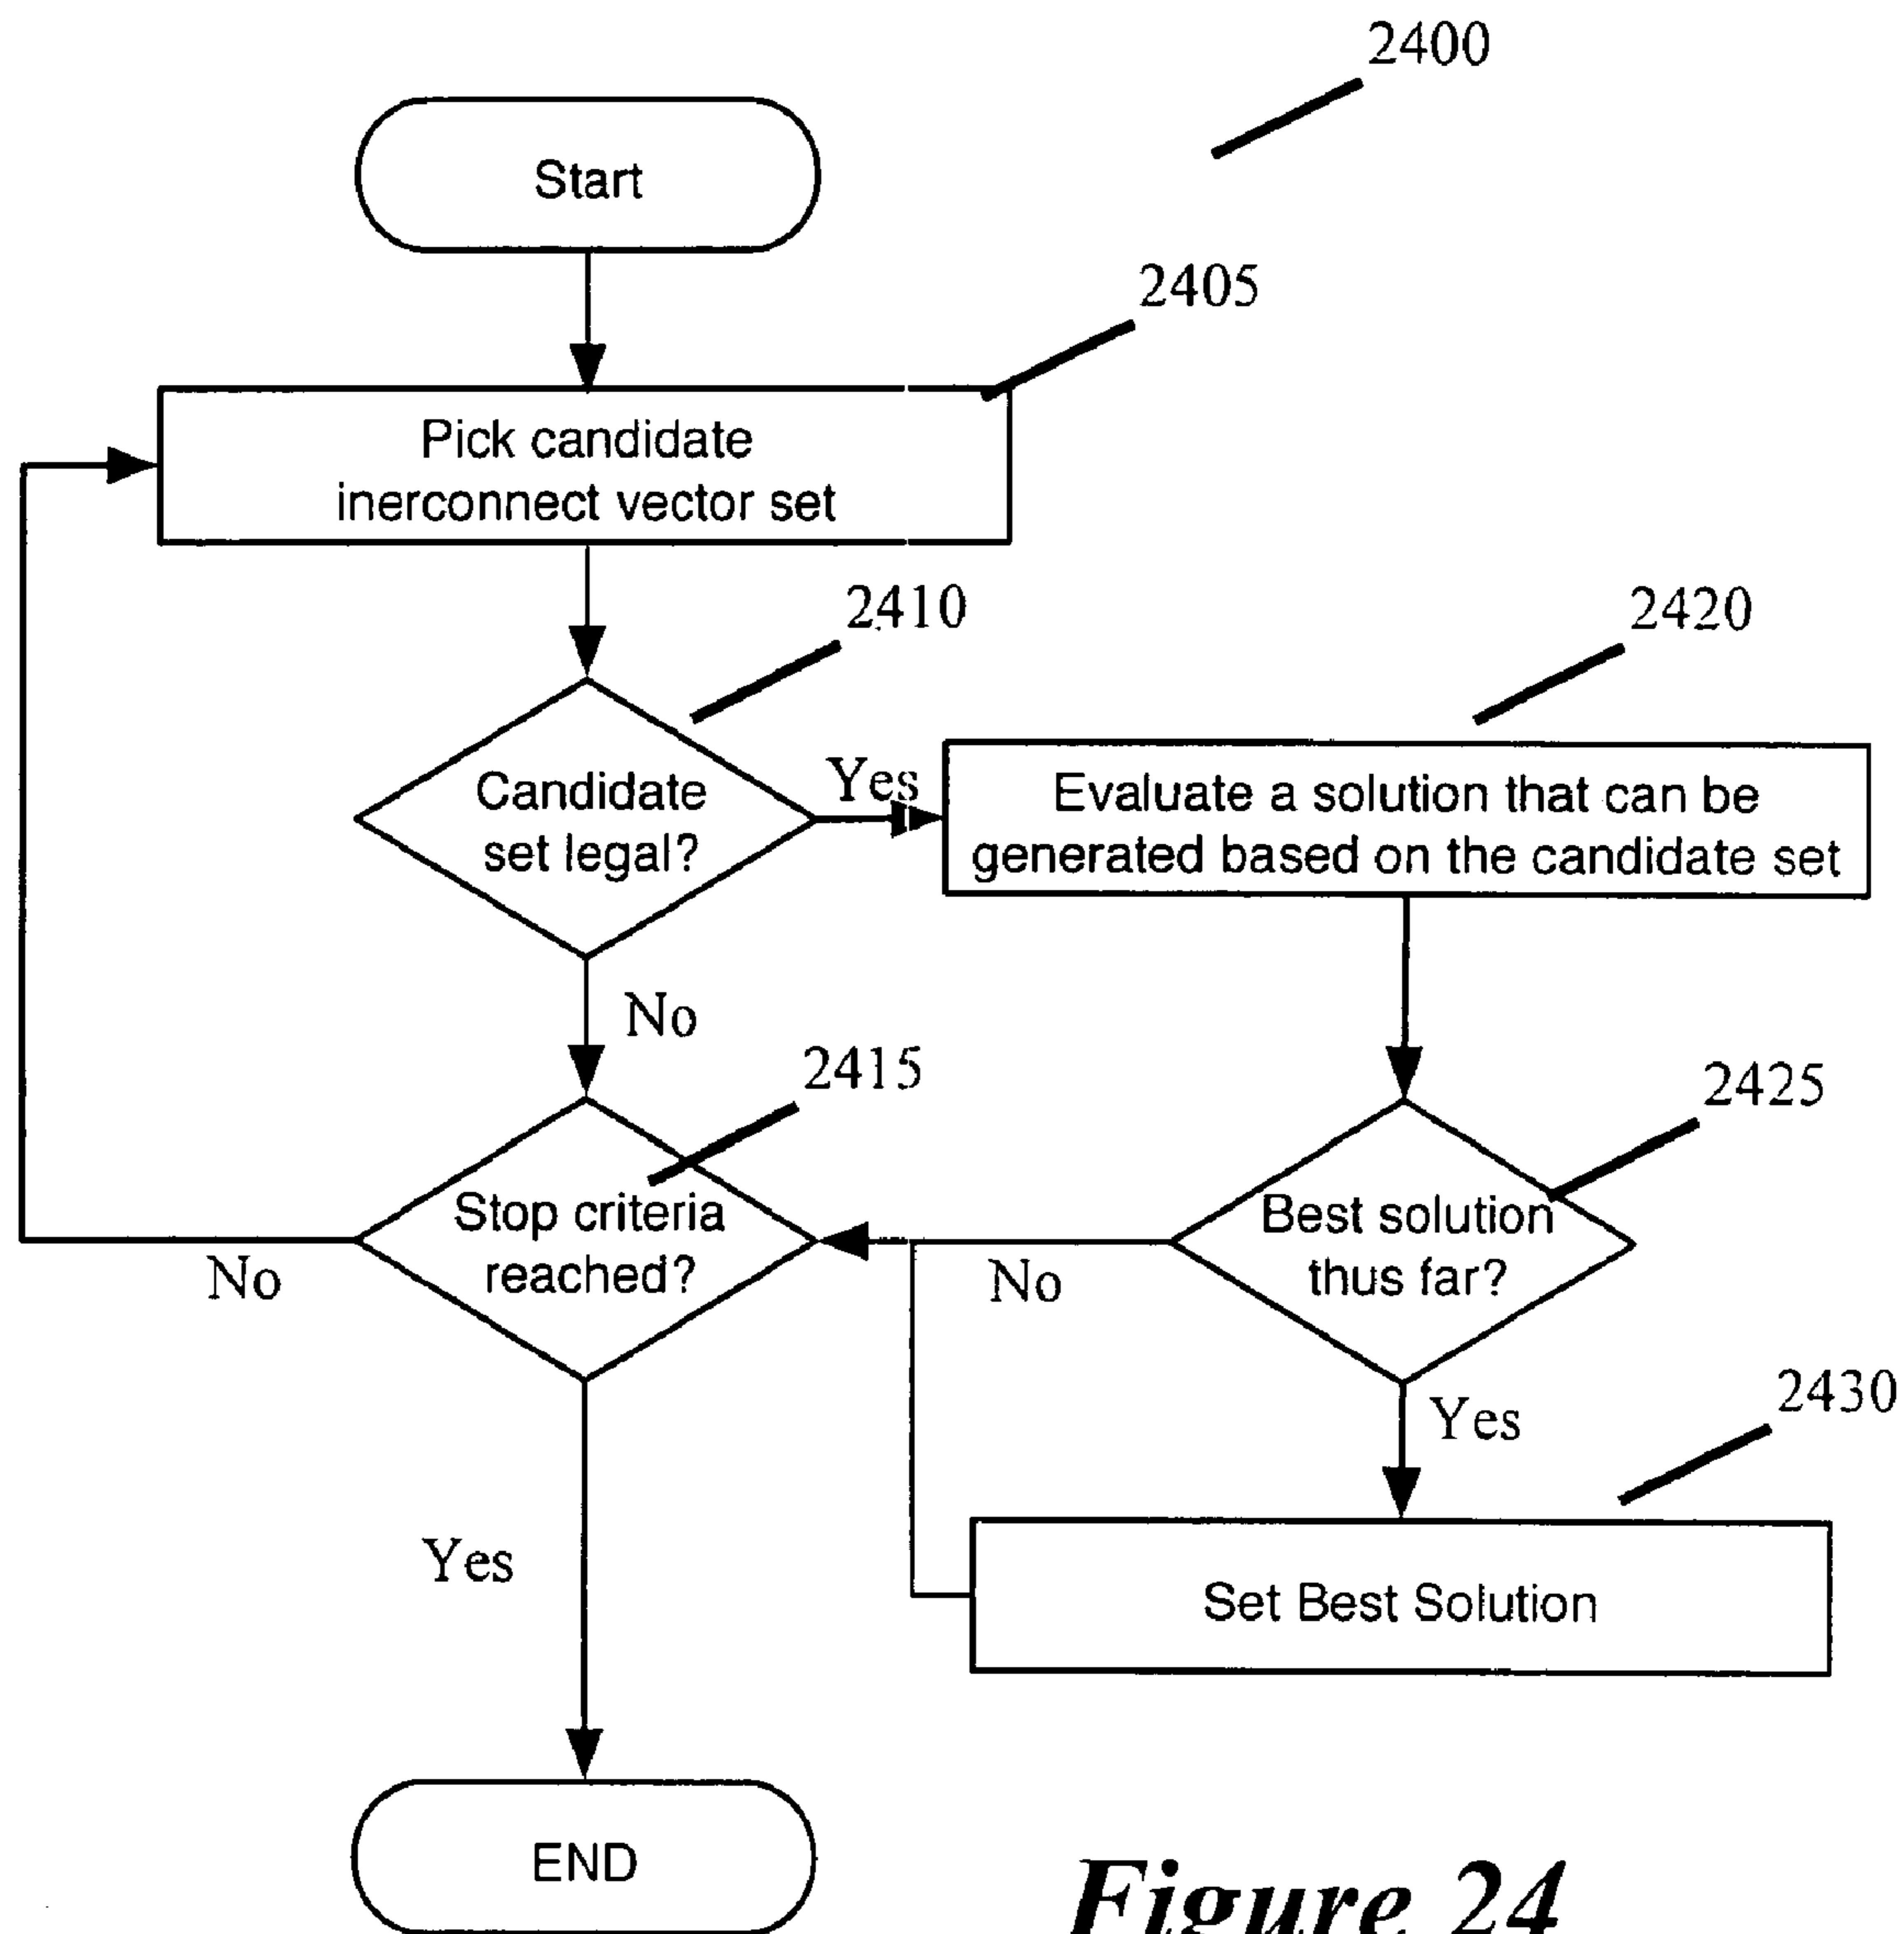 2400
Start
2405
Pick candidate
inerconnect vector set
2410
2420
Candidate
set legal?
Yes
Evaluate a solution that can be
generated based on the candidate set
No
2415
2425
Stop criteria
reached?
No
No
Best solution
thus far?
Yes
2430
Set Best Solution
Yes
END
Figure 24